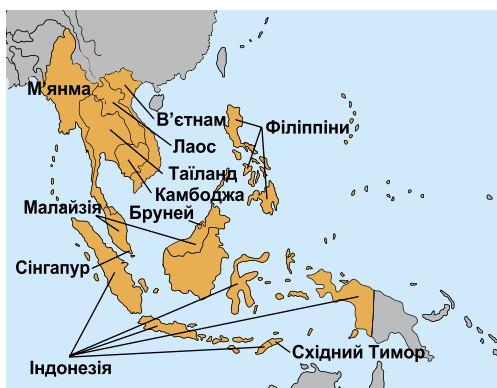 М'янма
В'єтнам
Філіппіни
Лаос
Таїланд
Камбоджа
Малайзія
Бруней
Сінгапур
Східний Тимор
Індонезія